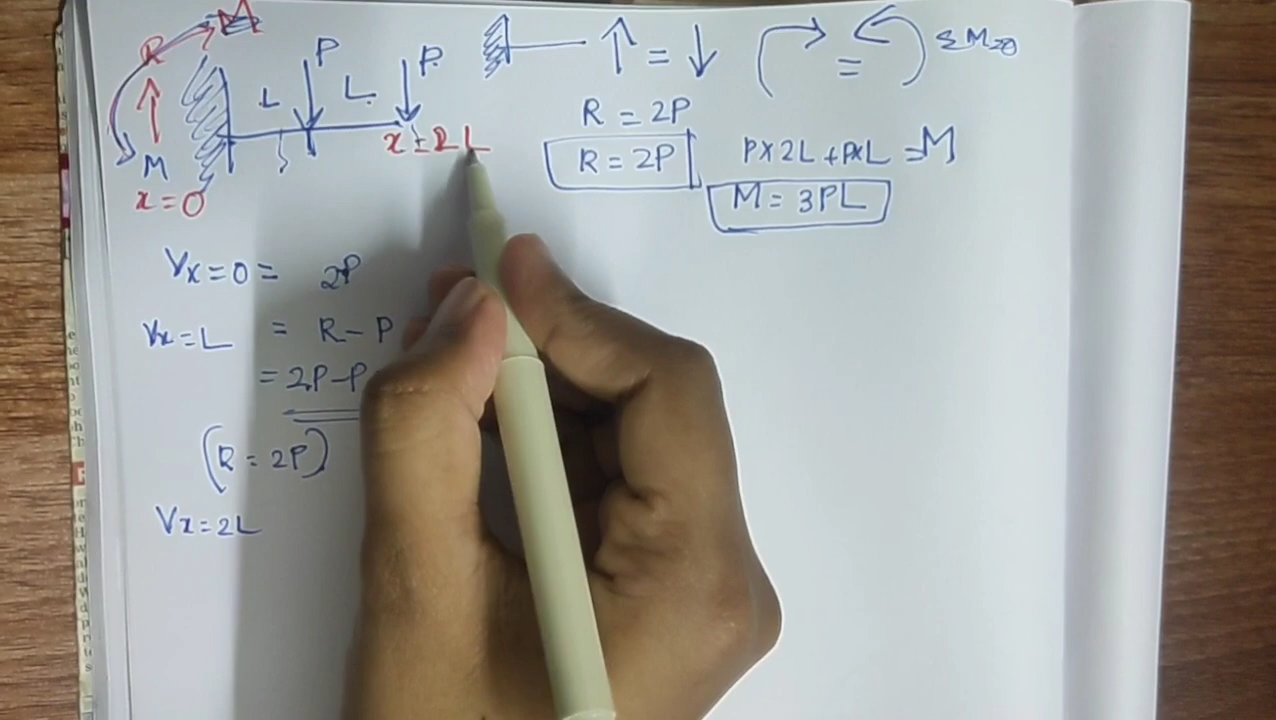 R
M
P
P
L
L
M
x=0
x=2L
↑ = ↓
= ΣM=0
R = 2P
R = 2P
P×2L + P×L = M
M = 3PL
Vx=0 = 2P
Vx=L = R-P
= 2P-P
(R = 2P)
Vx=2L